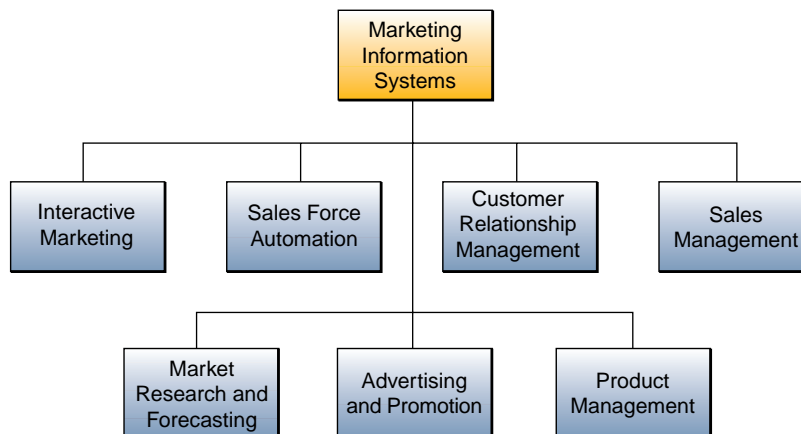 Marketing
Information
Systems
Interactive
Marketing
Sales Force
Automation
Customer
Relationship
Management
Sales
Management
Market
Research and
Forecasting
Advertising
and Promotion
Product
Management